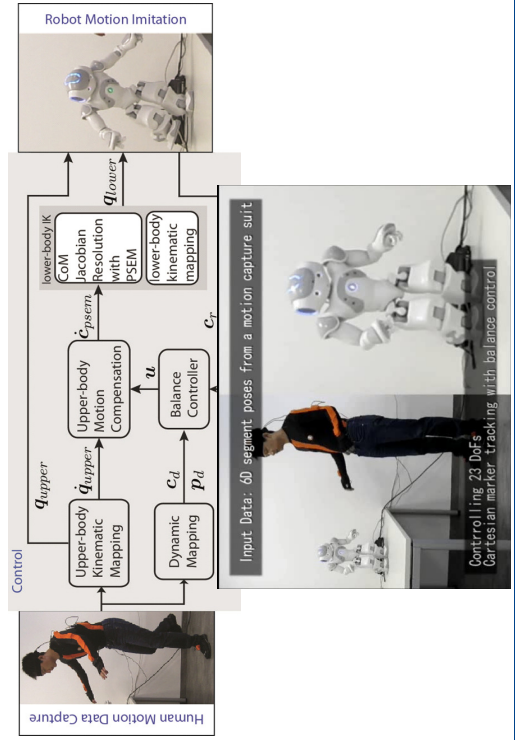 Human Motion Data Capture
Control
Upper-body
Kinematic
Mapping
Dynamic
Mapping
q_upper
q̇_upper
c_d
p_d
Upper-body
Motion
Compensation
u
Balance
Controller
ċ_psem
lower-body IK
CoM
Jacobian
Resolution
with
PSEM
lower-body
kinematic
mapping
q_lower
c_r
Robot Motion Imitation
Input Data: 6D segment poses from a motion capture suit
Contrrolling 23 DoFs
Cartesian marker tracking with balance control